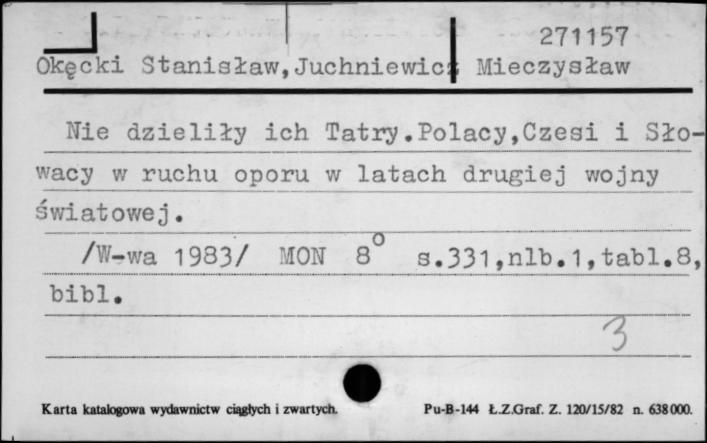 271157
Okęcki Stanisław,Juchniewicz Mieczysław
Nie dzieliły ich Tatry.Polacy,Czesi i Sło-
wacy w ruchu oporu w latach drugiej wojny
światowej.
/W-wa 1983/ MON 8° s.331,nlb.1,tabl.8,
bibl.
3
Karta katalogowa wydawnictw ciągłych i zwartych. Pu-B-144 Ł.Z.Graf. Z. 120/15/82 n. 638000.